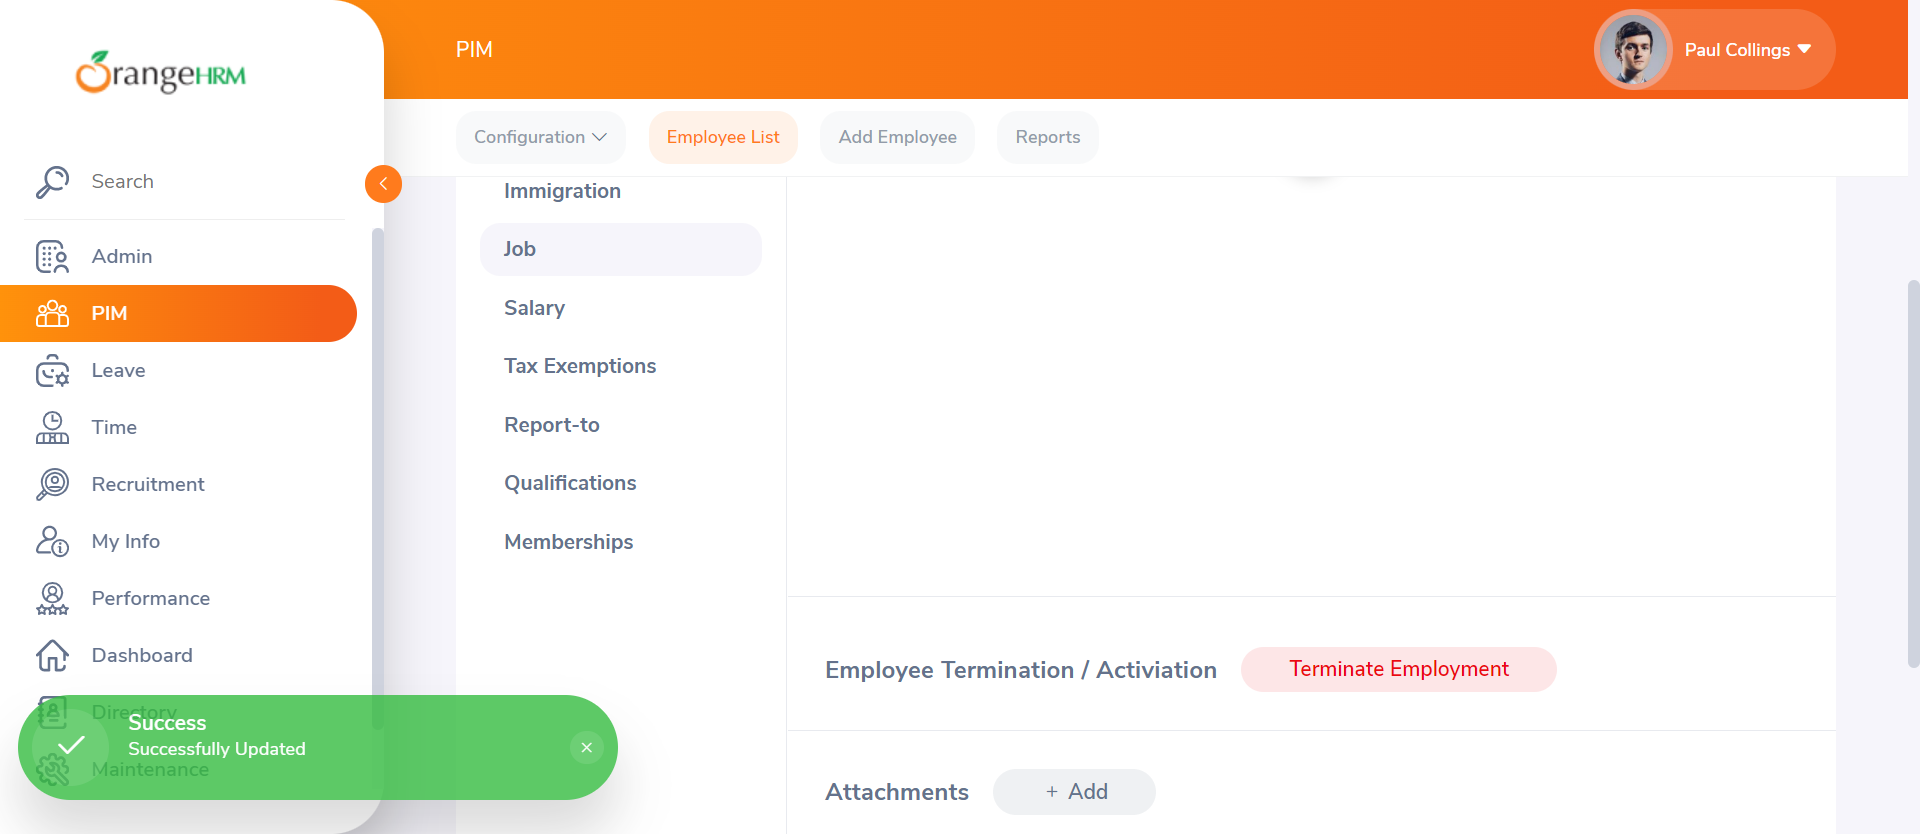 OrangeHRM
PIM
Paul Collings
Configuration
Employee List
Add Employee
Reports
Search
Admin
PIM
Leave
Time
Recruitment
My Info
Performance
Dashboard
Directory
Maintenance
Success
Successfully Updated
Immigration
Job
Salary
Tax Exemptions
Report-to
Qualifications
Memberships
Employee Termination / Activiation
Terminate Employment
Attachments
+ Add